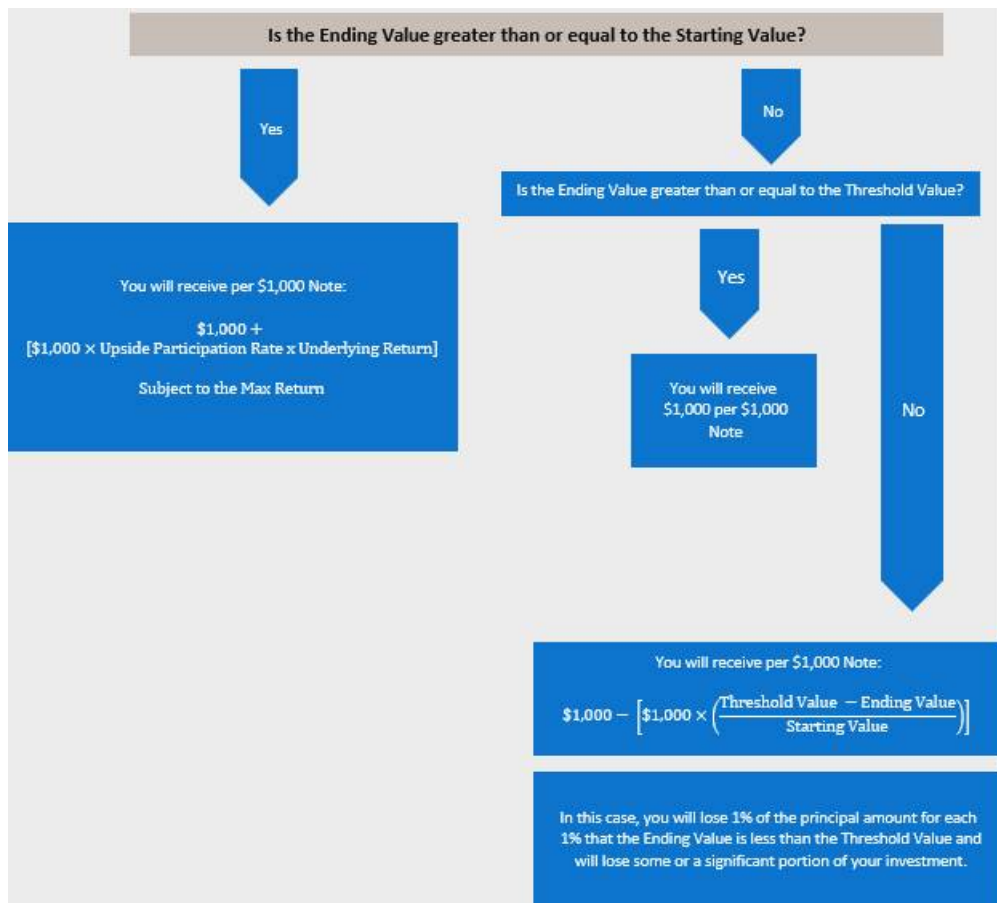 Is the Ending Value greater than or equal to the Starting Value?
Yes
No
Is the Ending Value greater than or equal to the Threshold Value?
You will receive per $1,000 Note:
$1,000 +
[$1,000 × Upside Participation Rate x Underlying Return]
Subject to the Max Return
Yes
You will receive
$1,000 per $1,000
Note
No
You will receive per $1,000 Note:
$1,000 − [$1,000 × (Threshold Value − Ending Value / Starting Value)]
In this case, you will lose 1% of the principal amount for each
1% that the Ending Value is less than the Threshold Value and
will lose some or a significant portion of your investment.